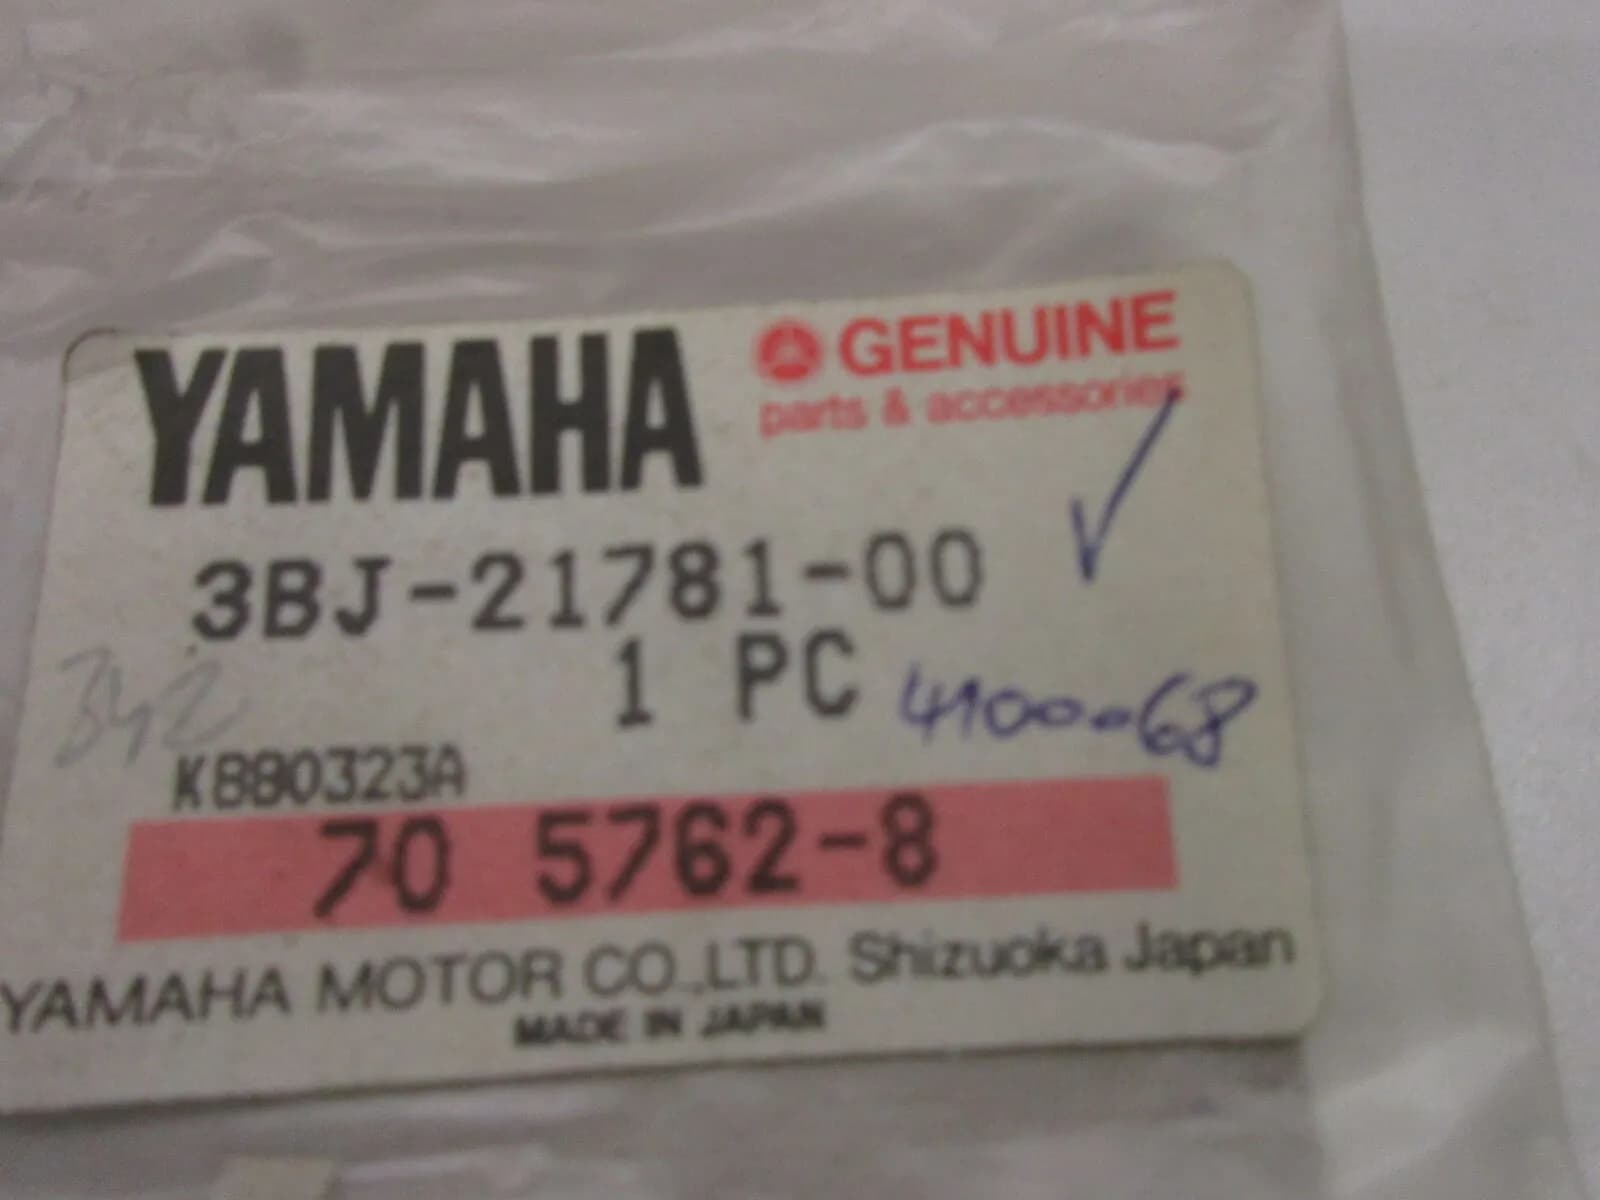 YAMAHA GENUINE
parts & accessories
3BJ-21781-00
1 PC 4100-68
342
KB80323A
70 5762-8
YAMAHA MOTOR CO.,LTD. Shizuoka Japan
MADE IN JAPAN